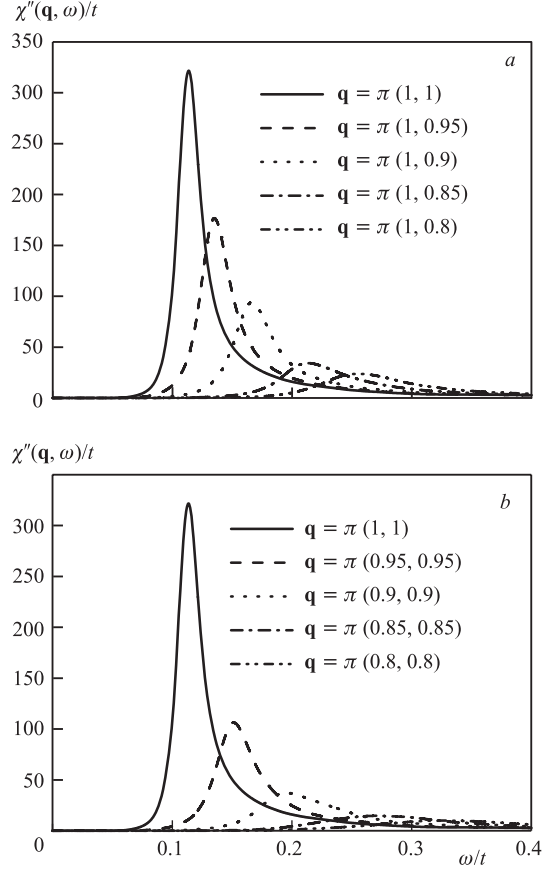 χ″(q, ω)/t
350
a
300
q = π (1, 1)
q = π (1, 0.95)
250
q = π (1, 0.9)
200
q = π (1, 0.85)
q = π (1, 0.8)
150
100
50
0
χ″(q, ω)/t
b
300
q = π (1, 1)
q = π (0.95, 0.95)
250
q = π (0.9, 0.9)
200
q = π (0.85, 0.85)
q = π (0.8, 0.8)
150
100
50
0
0.1
0.2
0.3
0.4
ω/t